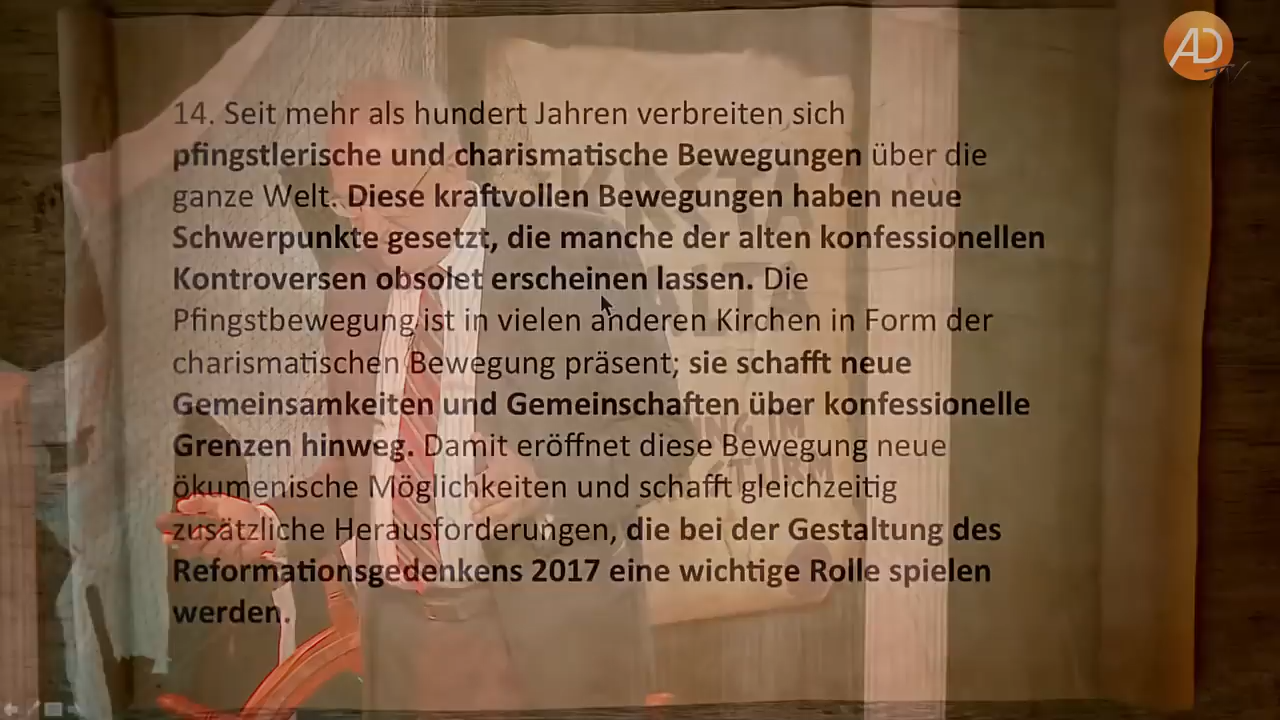 AD
TV
14. Seit mehr als hundert Jahren verbreiten sich
pfingstlerische und charismatische Bewegungen über die
ganze Welt. Diese kraftvollen Bewegungen haben neue
Schwerpunkte gesetzt, die manche der alten konfessionellen
Kontroversen obsolet erscheinen lassen. Die
Pfingstbewegung ist in vielen anderen Kirchen in Form der
charismatischen Bewegung präsent; sie schafft neue
Gemeinsamkeiten und Gemeinschaften über konfessionelle
Grenzen hinweg. Damit eröffnet diese Bewegung neue
ökumenische Möglichkeiten und schafft gleichzeitig
zusätzliche Herausforderungen, die bei der Gestaltung des
Reformationsgedenkens 2017 eine wichtige Rolle spielen
werden.
IM
STURM